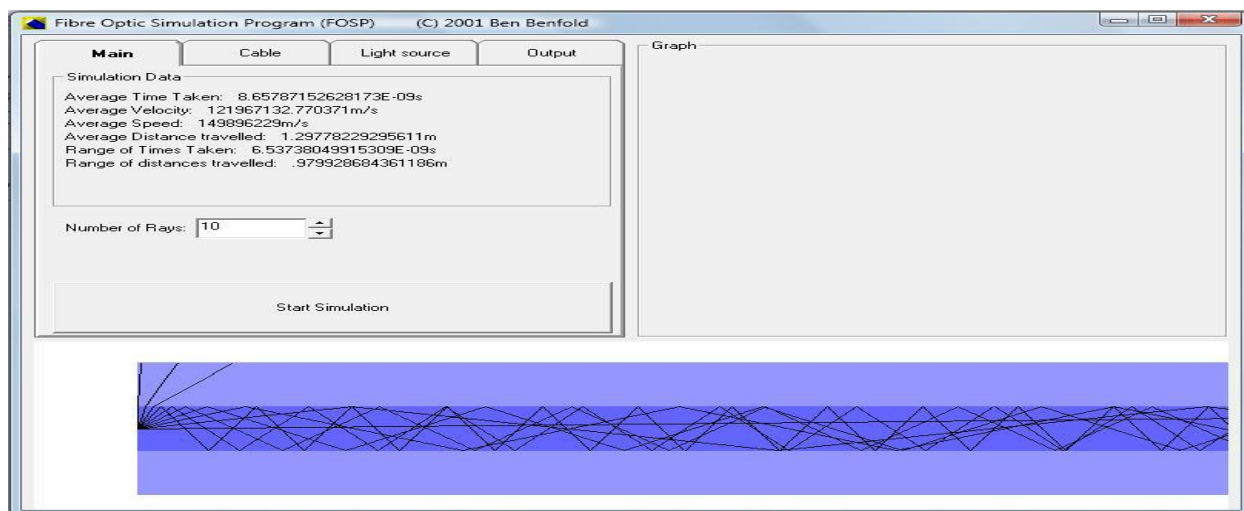 Fibre Optic Simulation Program (FOSP) (C) 2001 Ben Benfold
Main Cable Light source Output
Simulation Data
Average Time Taken: 8.65787152628173E-09s
Average Velocity: 121967132.770371m/s
Average Speed: 149896229m/s
Average Distance travelled: 1.29778229295611m
Range of Times Taken: 6.53738049915309E-09s
Range of distances travelled: .979928684361186m
Number of Rays: 10
Start Simulation
Graph